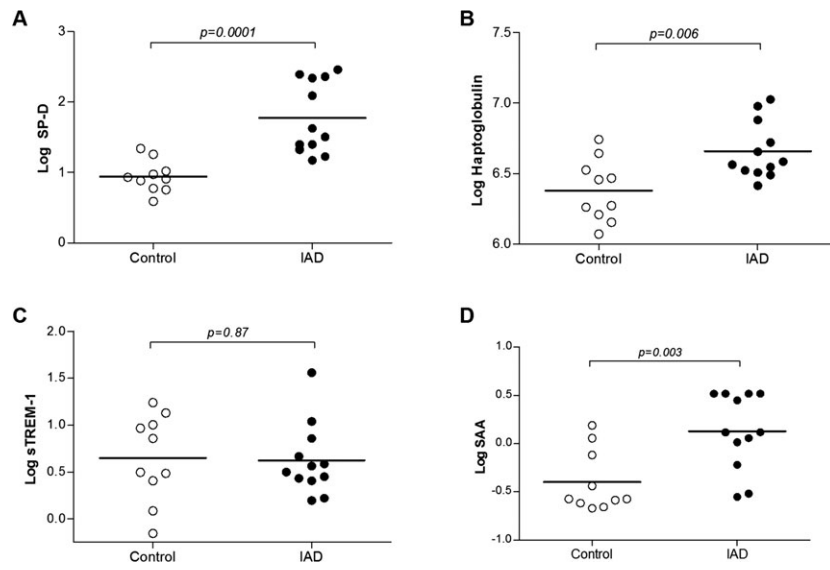 A
p=0.0001
Log SP-D
3
2
1
0
Control
IAD
B
p=0.006
Log Haptoglobulin
7.0
6.5
6.0
Control
IAD
C
p=0.87
Log sTREM-1
2.0
1.5
1.0
0.5
0.0
Control
IAD
D
p=0.003
Log SAA
1.0
0.5
0.0
-0.5
-1.0
Control
IAD